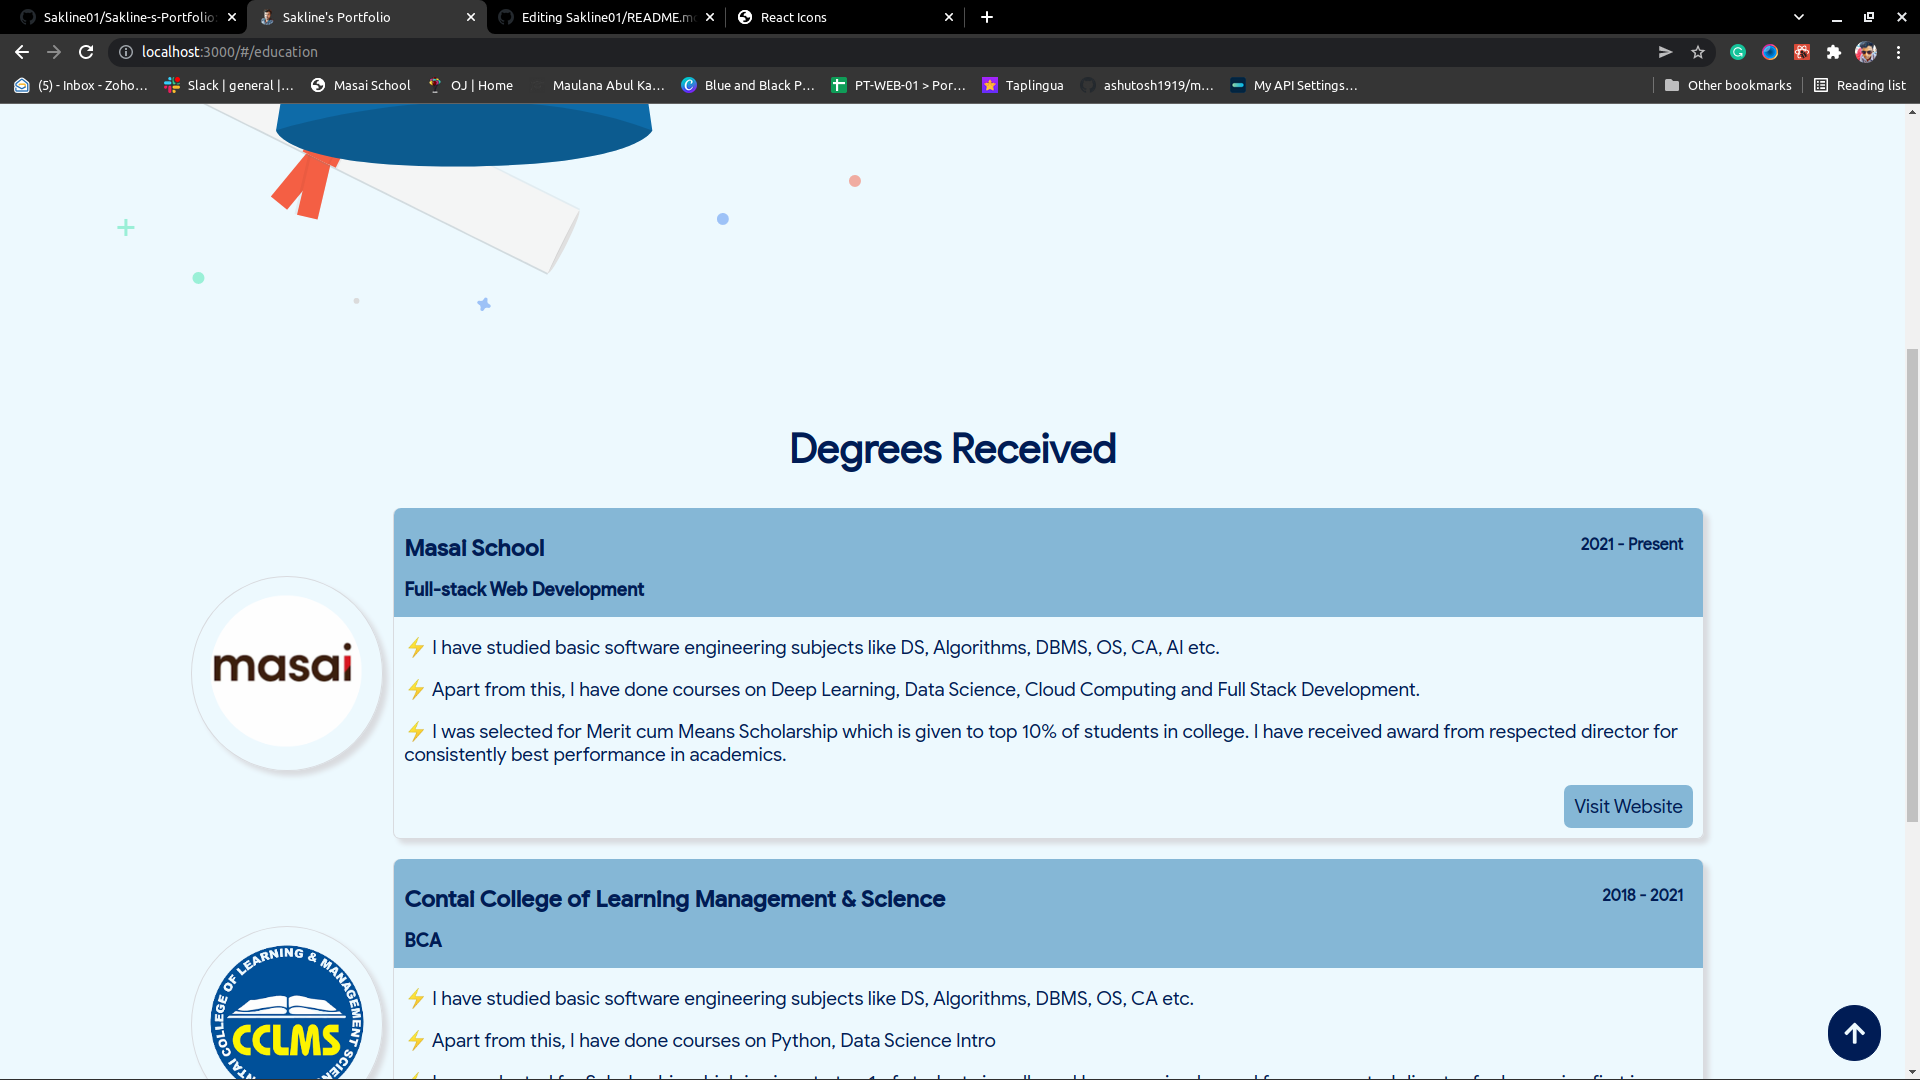 Sakline01/Sakline-s-Portfolio:
Sakline's Portfolio
Editing Sakline01/README.m
React Icons
localhost:3000/#/education
(5) - Inbox - Zoho...
Slack | general |...
Masai School
OJ | Home
Maulana Abul Ka...
Blue and Black P...
PT-WEB-01 > Por...
Taplingua
ashutosh1919/m...
My API Settings...
Other bookmarks
Reading list
Degrees Received
Masai School
2021 - Present
Full-stack Web Development
masai
⚡ I have studied basic software engineering subjects like DS, Algorithms, DBMS, OS, CA, AI etc.
⚡ Apart from this, I have done courses on Deep Learning, Data Science, Cloud Computing and Full Stack Development.
⚡ I was selected for Merit cum Means Scholarship which is given to top 10% of students in college. I have received award from respected director for
consistently best performance in academics.
Visit Website
Contai College of Learning Management & Science
2018 - 2021
BCA
COLLEGE OF LEARNING & MANAGEMENT SCIEN
CCLMS
⚡ I have studied basic software engineering subjects like DS, Algorithms, DBMS, OS, CA etc.
⚡ Apart from this, I have done courses on Python, Data Science Intro